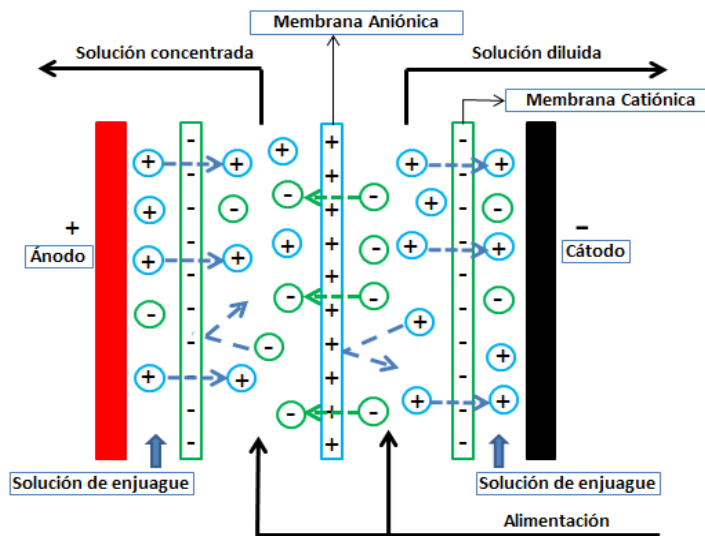 Membrana Aniónica
Solución concentrada
Solución diluida
Membrana Catiónica
+
Ánodo
-
Cátodo
Solución de enjuague
Solución de enjuague
Alimentación